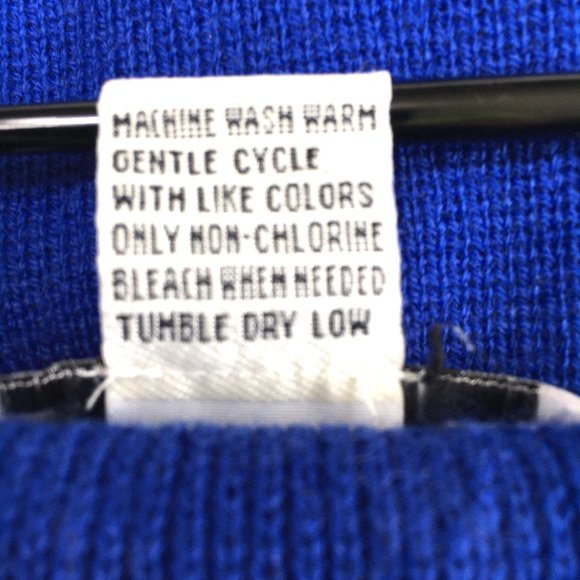 MACHINE WASH WARM
GENTLE CYCLE
WITH LIKE COLORS
ONLY NON-CHLORINE
BLEACH WHEN NEEDED
TUMBLE DRY LOW